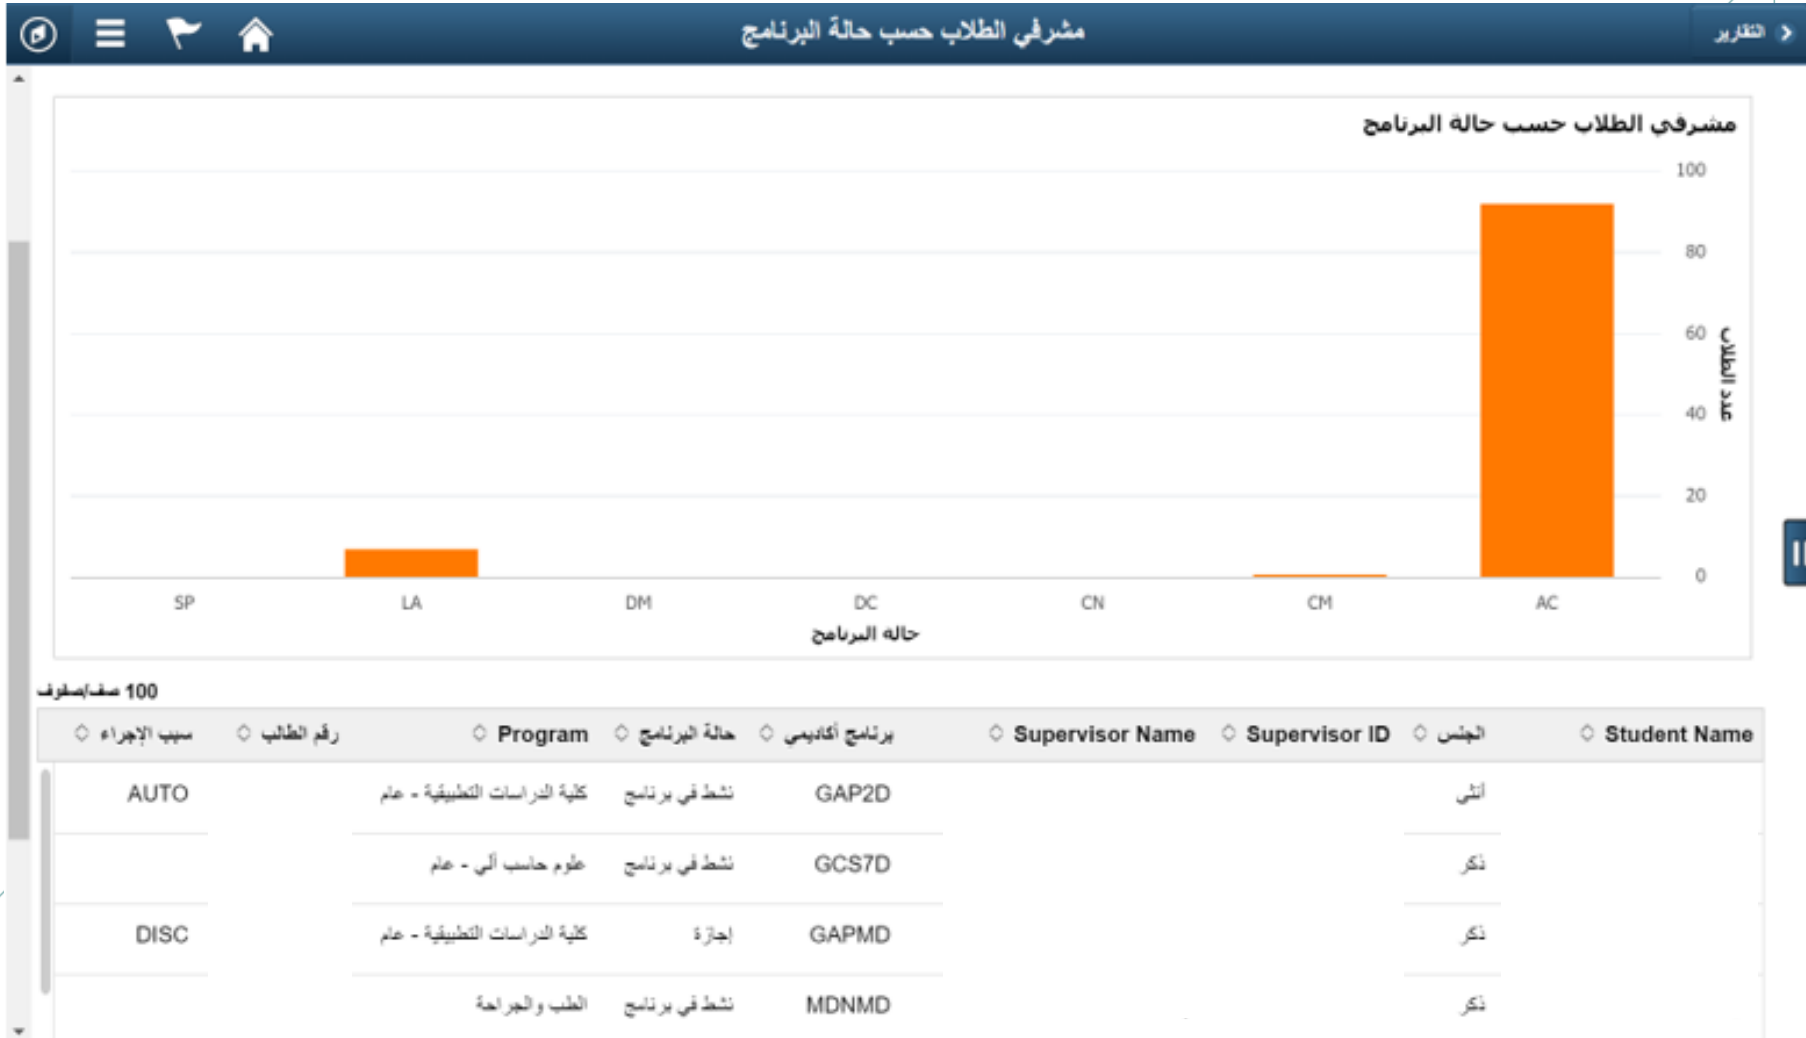 التقارير
مشرفي الطلاب حسب حالة البرنامج
مشرفي الطلاب حسب حالة البرنامج
100
80
60
40
20
0
عدد الطلاب
AC CM CN DC DM LA SP
حالة البرنامج
100 صف/صفوف
Student Name الجنس Supervisor ID Supervisor Name برنامج أكاديمي حالة البرنامج Program رقم الطالب سبب الإجراء
أنثى GAP2D نشط في برنامج كلية الدراسات التطبيقية - عام AUTO
ذكر GCS7D نشط في برنامج علوم حاسب آلي - عام
ذكر GAPMD إجازة كلية الدراسات التطبيقية - عام DISC
ذكر MDNMD نشط في برنامج الطب والجراحة